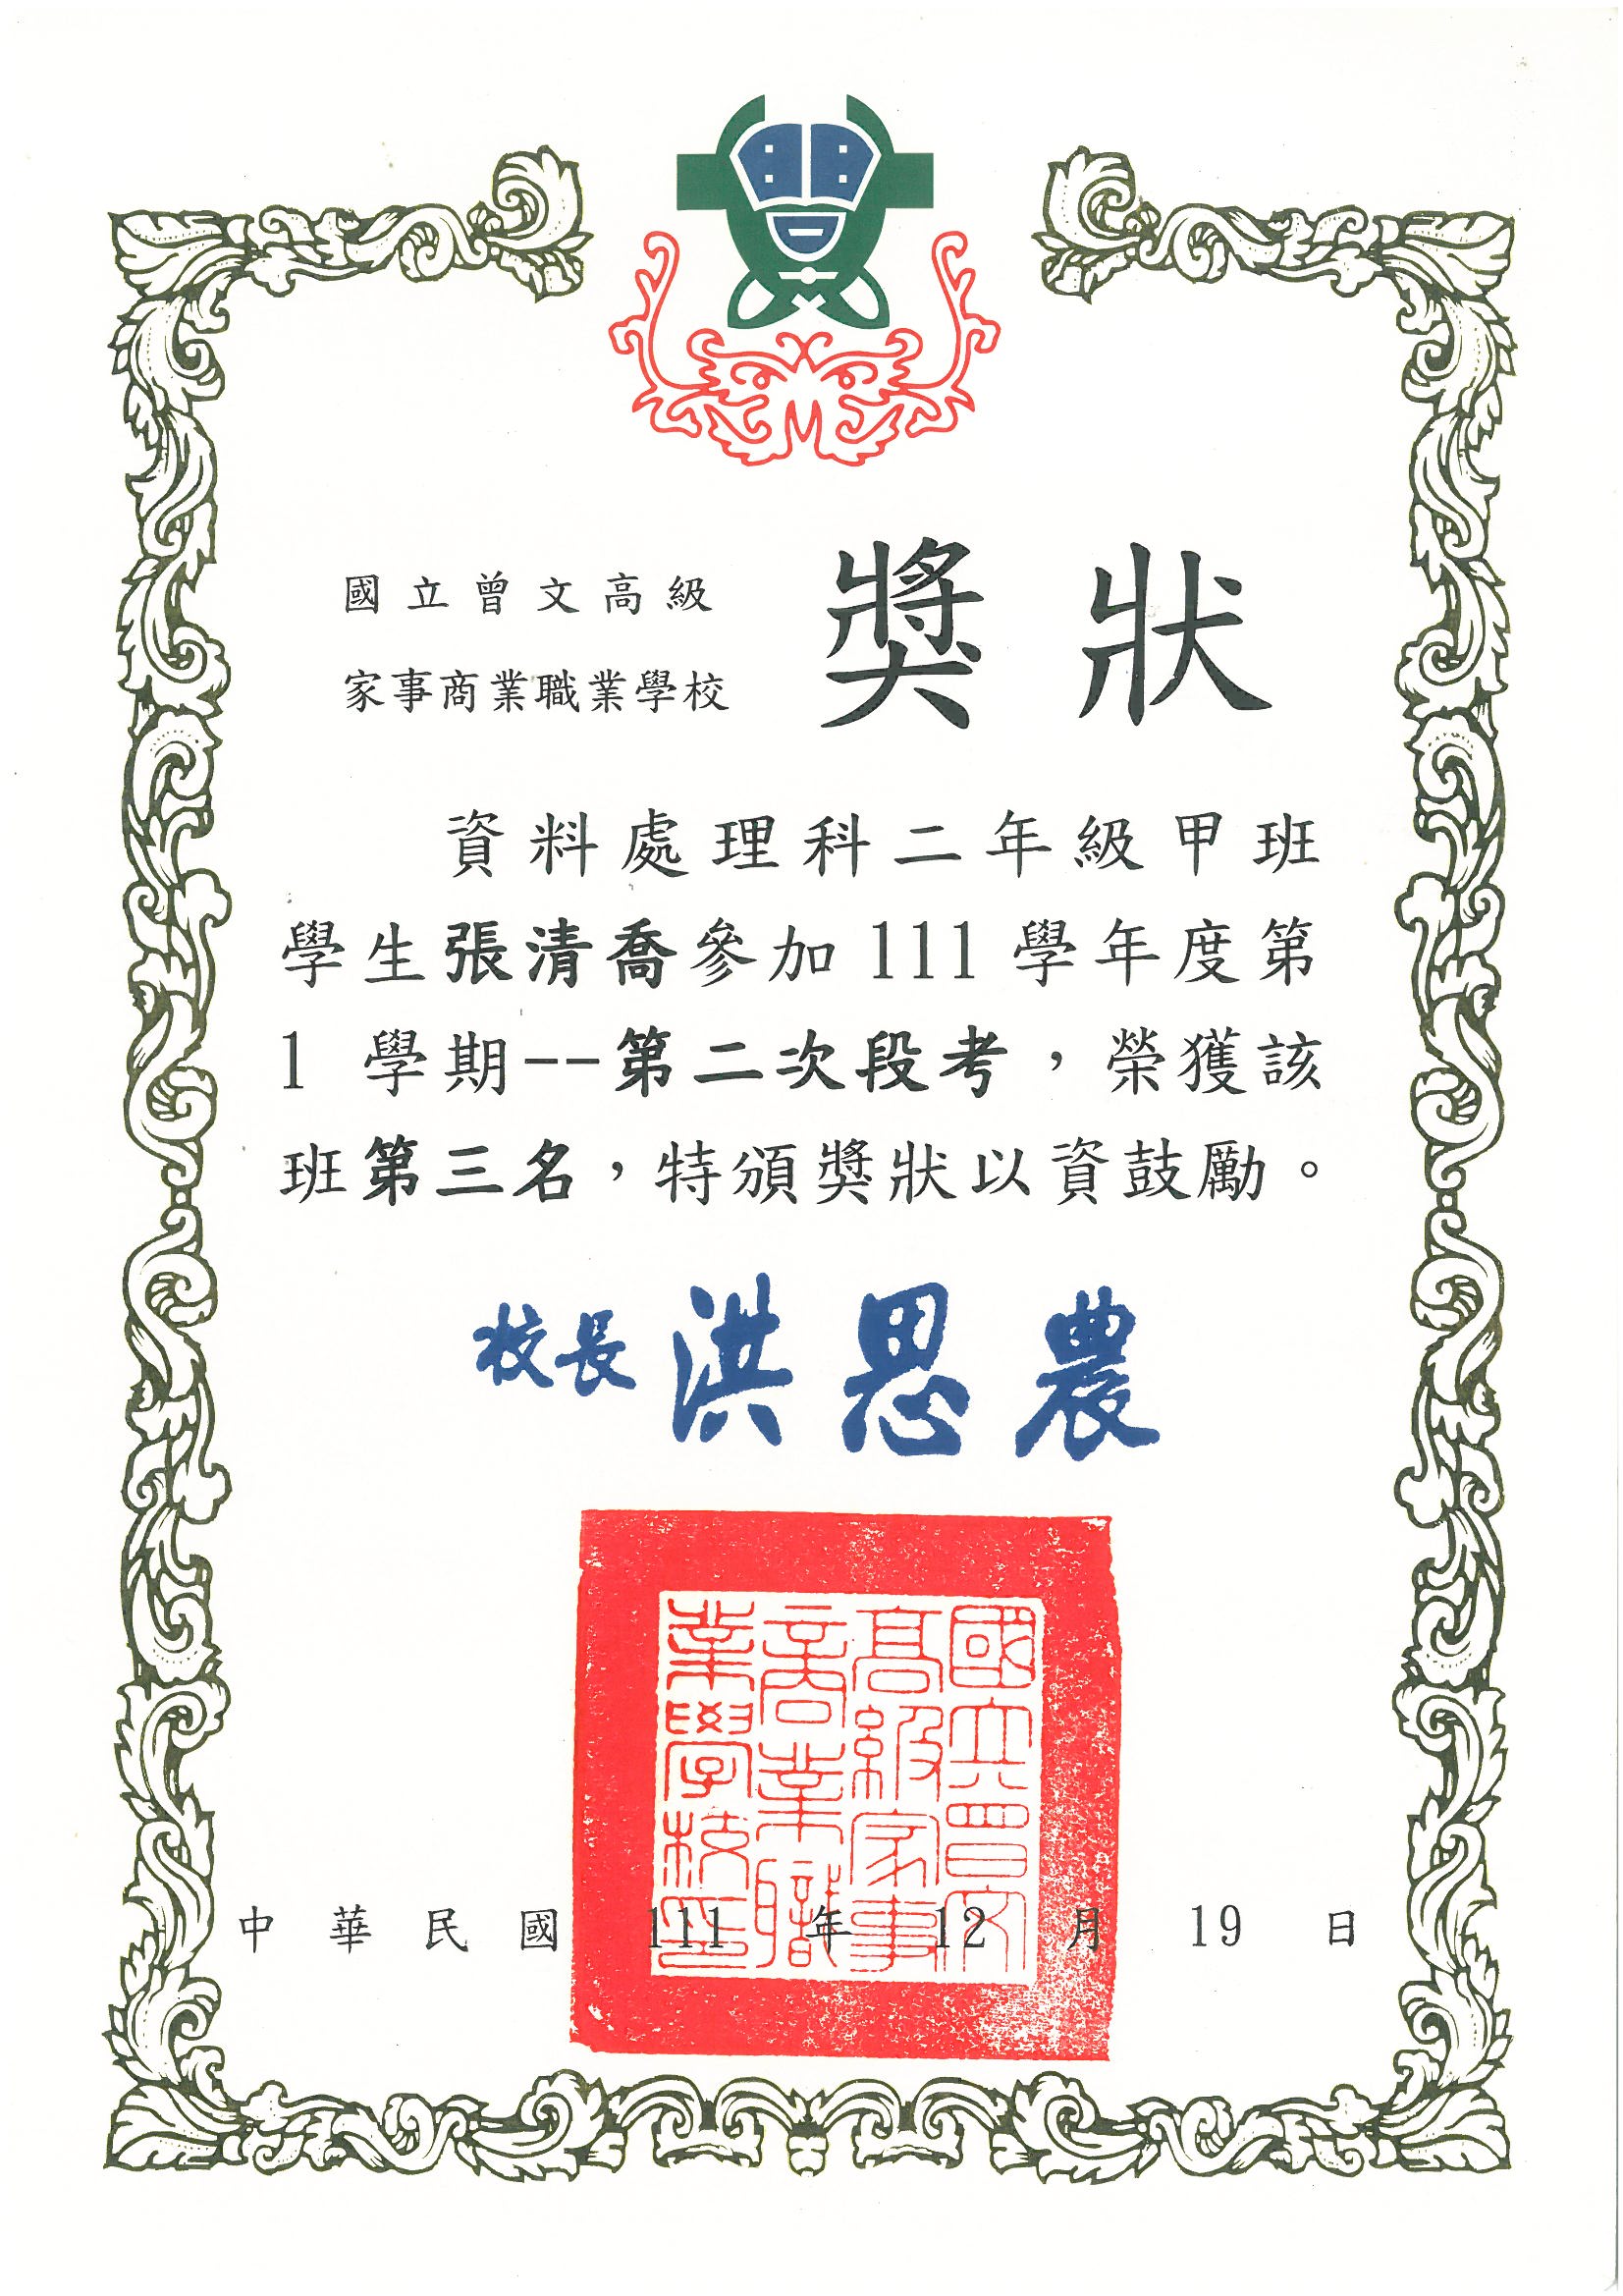 國立曾文高級
家事商業職業學校
獎狀
資料處理科二年級甲班
學生張清喬參加111學年度第
1學期--第二次段考，榮獲該
班第三名，特頒獎狀以資鼓勵。
校長 洪思農
國立曾文
高級家事
商業職
業學校印
中華民國 111 年 12 月 19 日